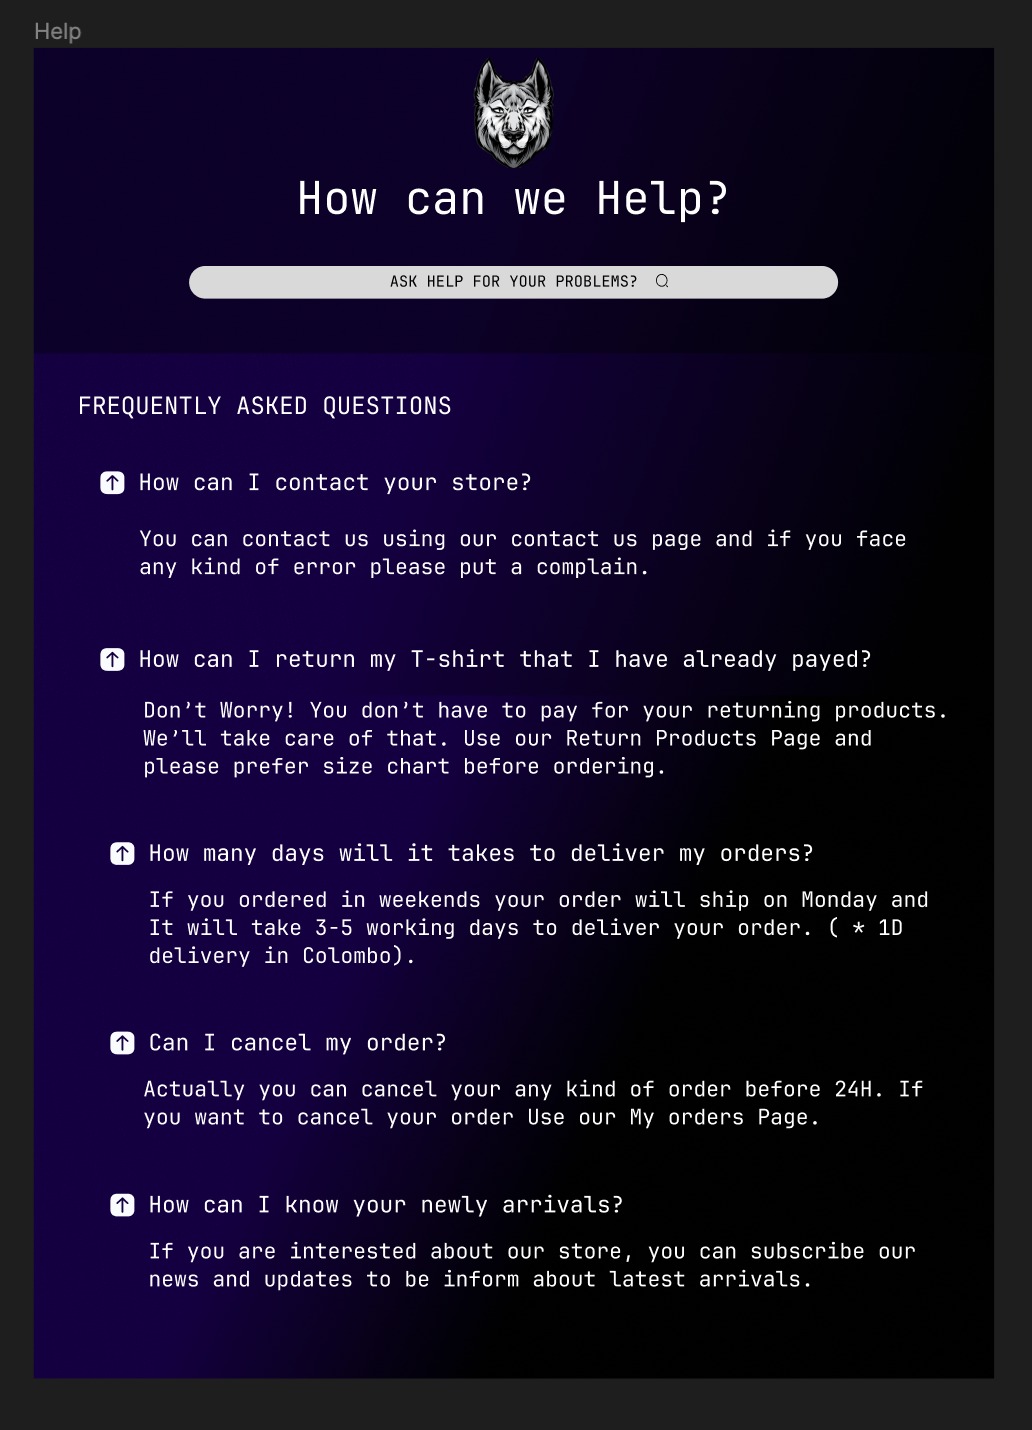 Help
How can we Help?
ASK HELP FOR YOUR PROBLEMS?
FREQUENTLY ASKED QUESTIONS
How can I contact your store?
You can contact us using our contact us page and if you face
any kind of error please put a complain.
How can I return my T-shirt that I have already payed?
Don’t Worry! You don’t have to pay for your returning products.
We’ll take care of that. Use our Return Products Page and
please prefer size chart before ordering.
How many days will it takes to deliver my orders?
If you ordered in weekends your order will ship on Monday and
It will take 3-5 working days to deliver your order. ( * 1D
delivery in Colombo).
Can I cancel my order?
Actually you can cancel your any kind of order before 24H. If
you want to cancel your order Use our My orders Page.
How can I know your newly arrivals?
If you are interested about our store, you can subscribe our
news and updates to be inform about latest arrivals.